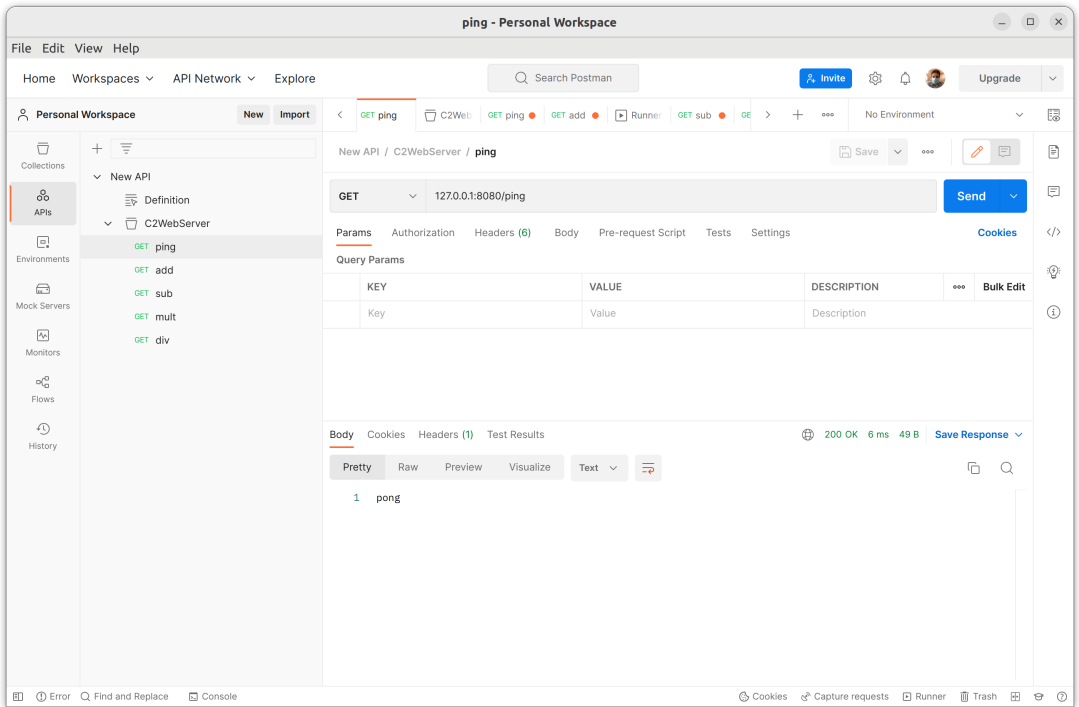 ping - Personal Workspace
File Edit View Help
Home Workspaces API Network Explore Search Postman Invite Upgrade
Personal Workspace New Import GET ping C2Web GET ping GET add Runner GET sub GE No Environment
Collections
APIs
Environments
Mock Servers
Monitors
Flows
History
New API
Definition
C2WebServer
GET ping
GET add
GET sub
GET mult
GET div
New API / C2WebServer / ping Save
GET 127.0.0.1:8080/ping Send
Params Authorization Headers (6) Body Pre-request Script Tests Settings Cookies
Query Params
KEY VALUE DESCRIPTION Bulk Edit
Key Value Description
Body Cookies Headers (1) Test Results 200 OK 6 ms 49 B Save Response
Pretty Raw Preview Visualize Text
1 pong
Error Find and Replace Console Cookies Capture requests Runner Trash